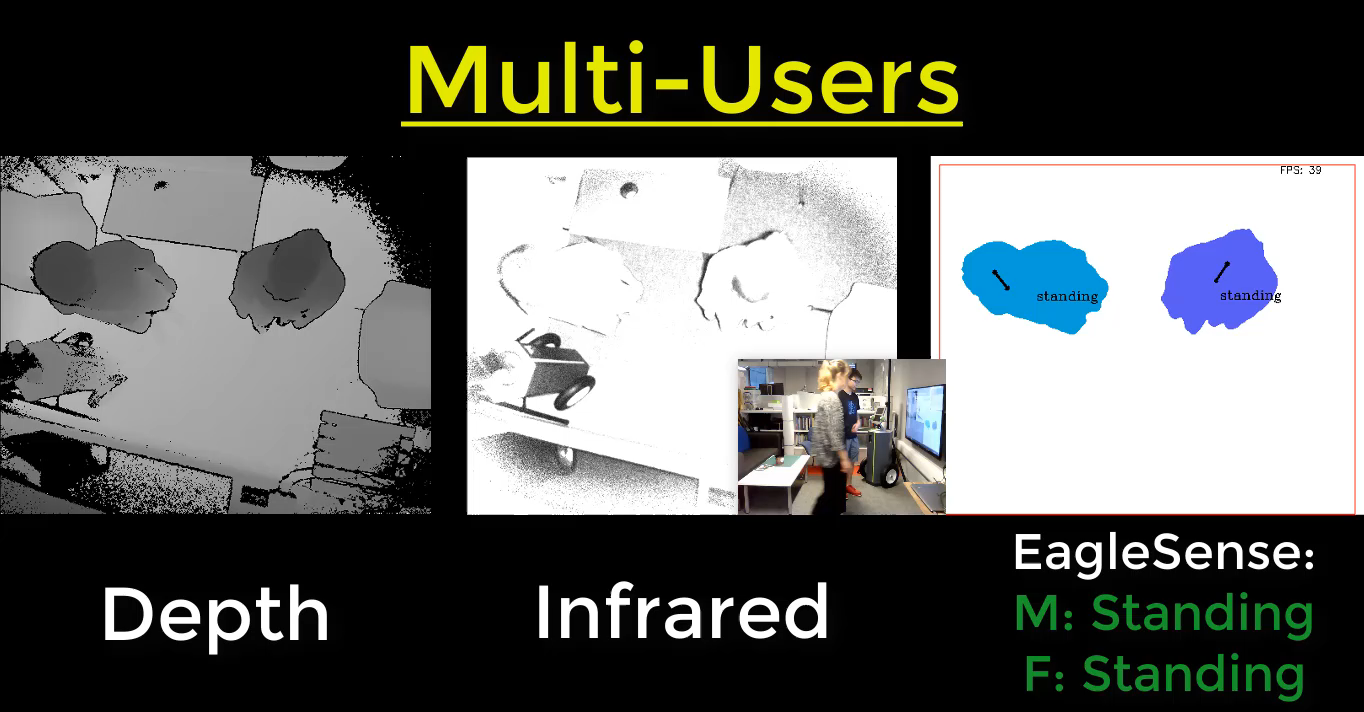 Multi-Users
FPS: 39
standing
standing
Depth
Infrared
EagleSense:
M: Standing
F: Standing